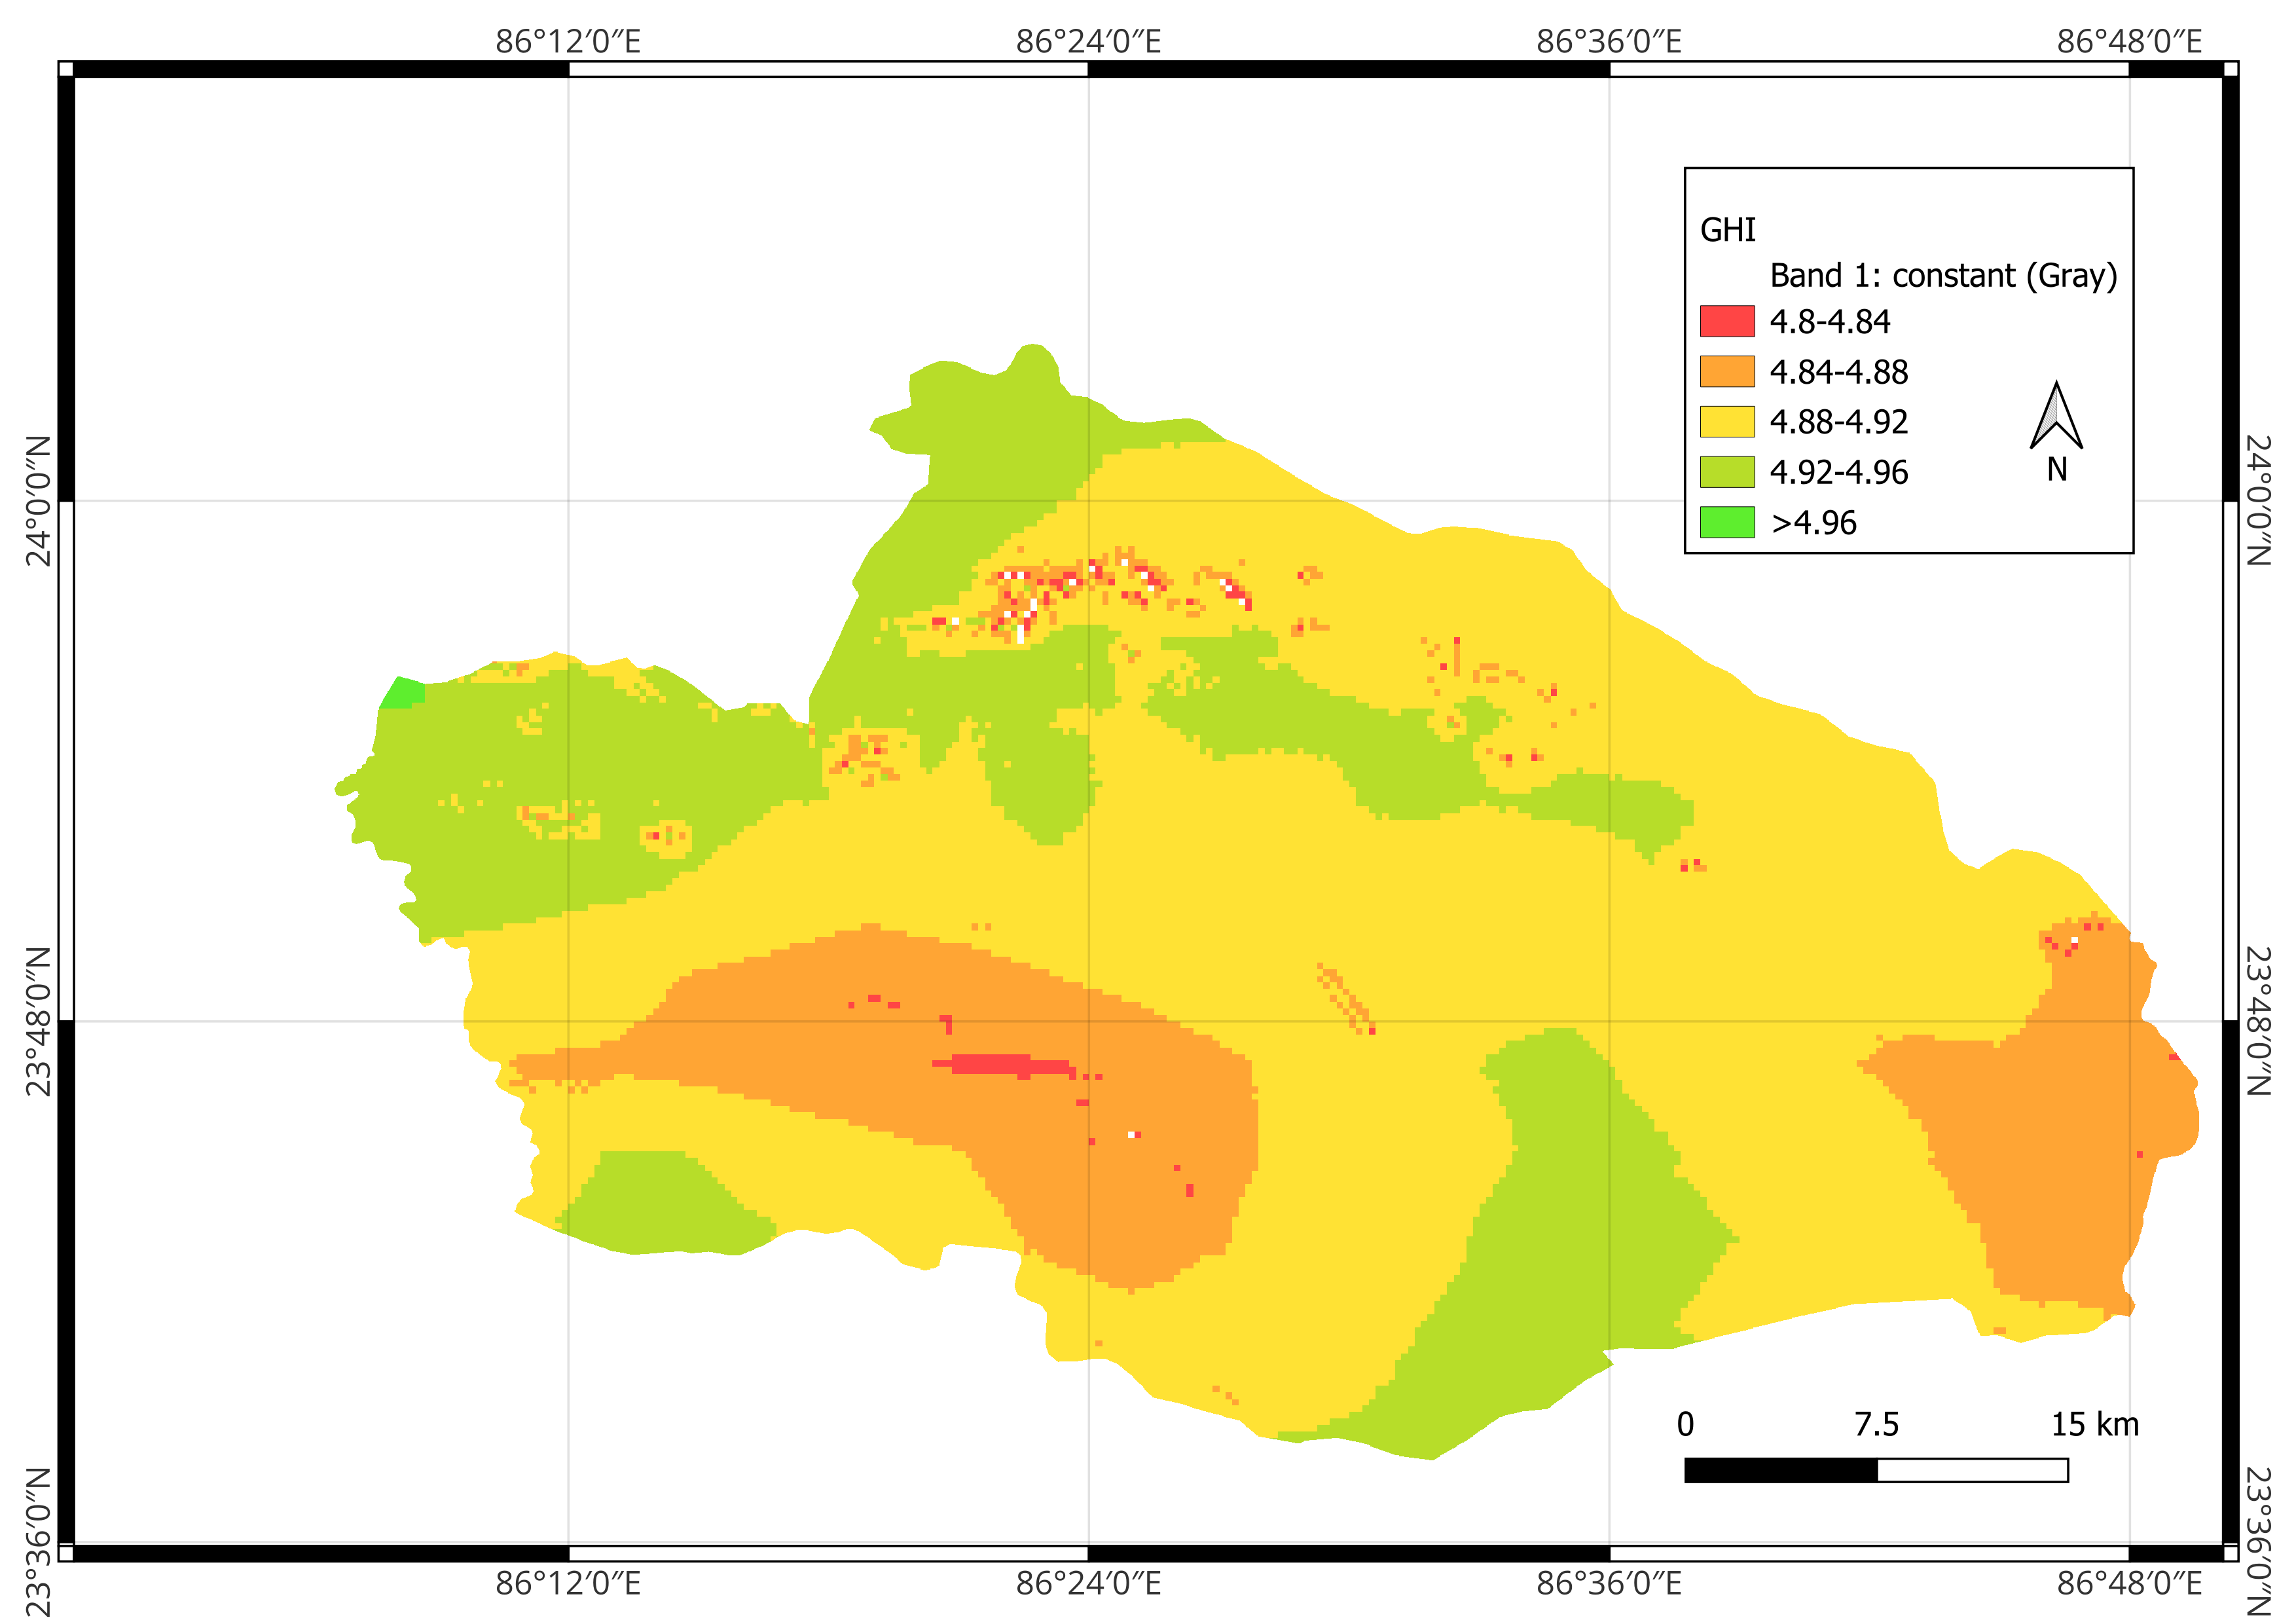 86°12′0″E 86°24′0″E 86°36′0″E 86°48′0″E
GHI
Band 1: constant (Gray)
4.8-4.84
4.84-4.88
4.88-4.92
4.92-4.96
>4.96
N
24°0′0″N
24°0′0″N
23°48′0″N
23°48′0″N
0 7.5 15 km
23°36′0″N
23°36′0″N
86°12′0″E 86°24′0″E 86°36′0″E 86°48′0″E